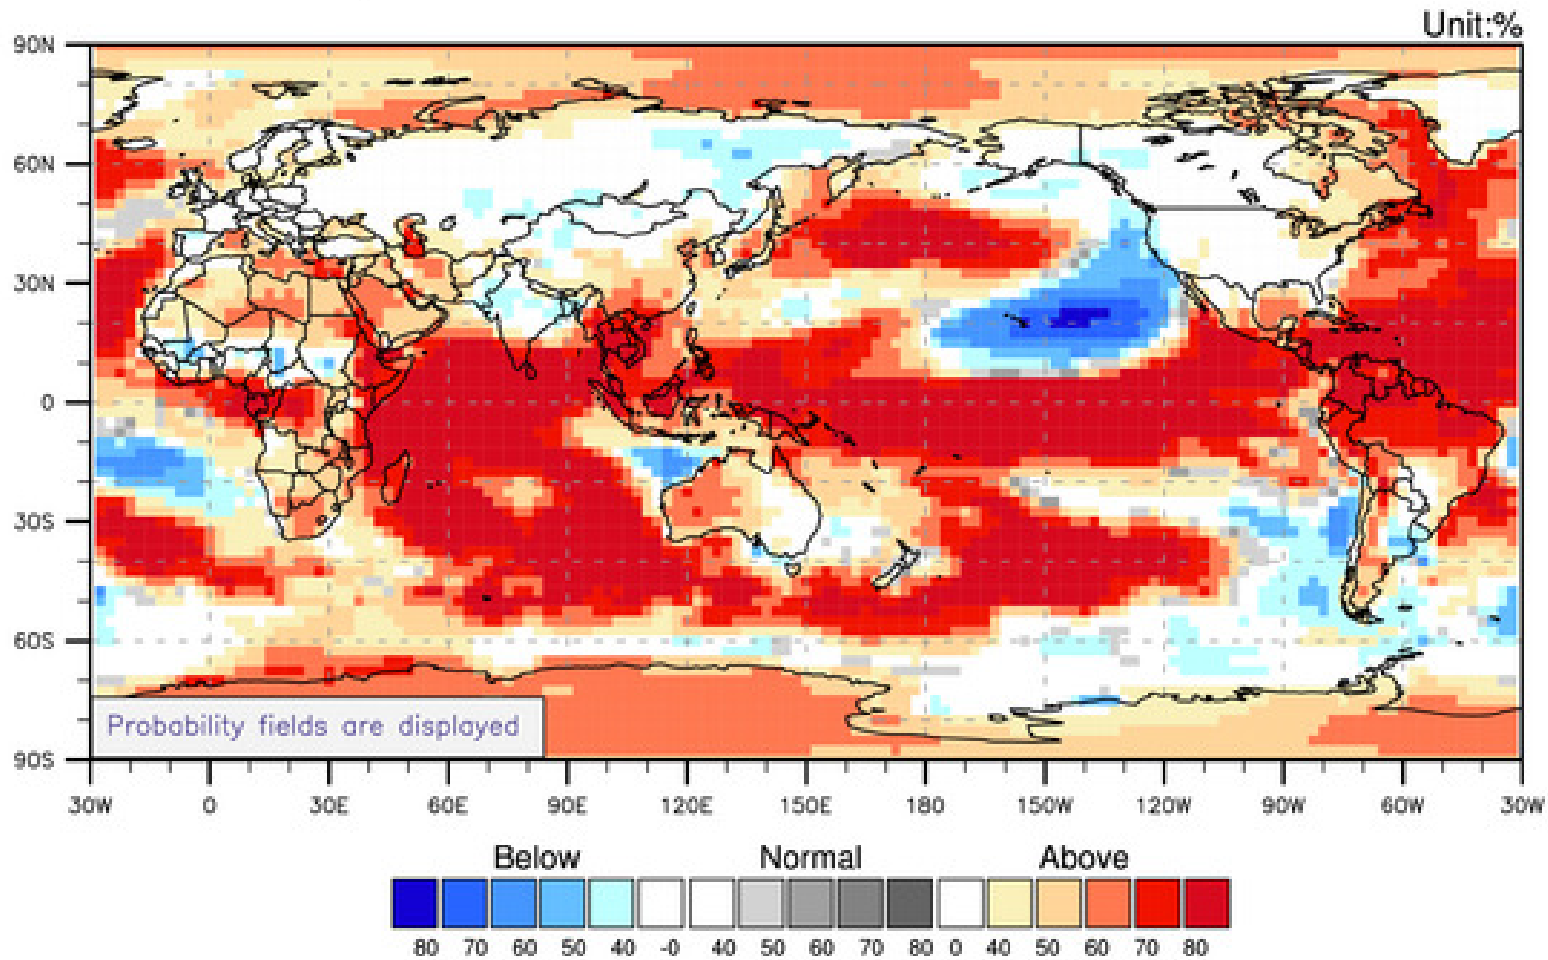 Unit:%
90N
60N
30N
0
30S
60S
90S
Probability fields are displayed
30W 0 30E 60E 90E 120E 150E 180 150W 120W 90W 60W 30W
Below Normal Above
80 70 60 50 40 -0 40 50 60 70 80 0 40 50 60 70 80